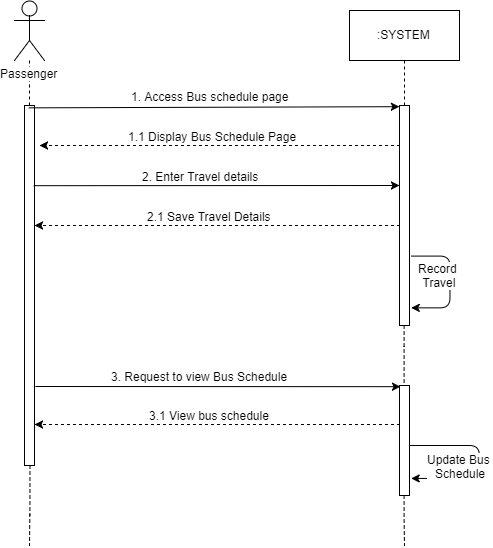 :SYSTEM
Passenger
1. Access Bus schedule page
1.1 Display Bus Schedule Page
2. Enter Travel details
2.1 Save Travel Details
Record
Travel
3. Request to view Bus Schedule
3.1 View bus schedule
Update Bus
Schedule